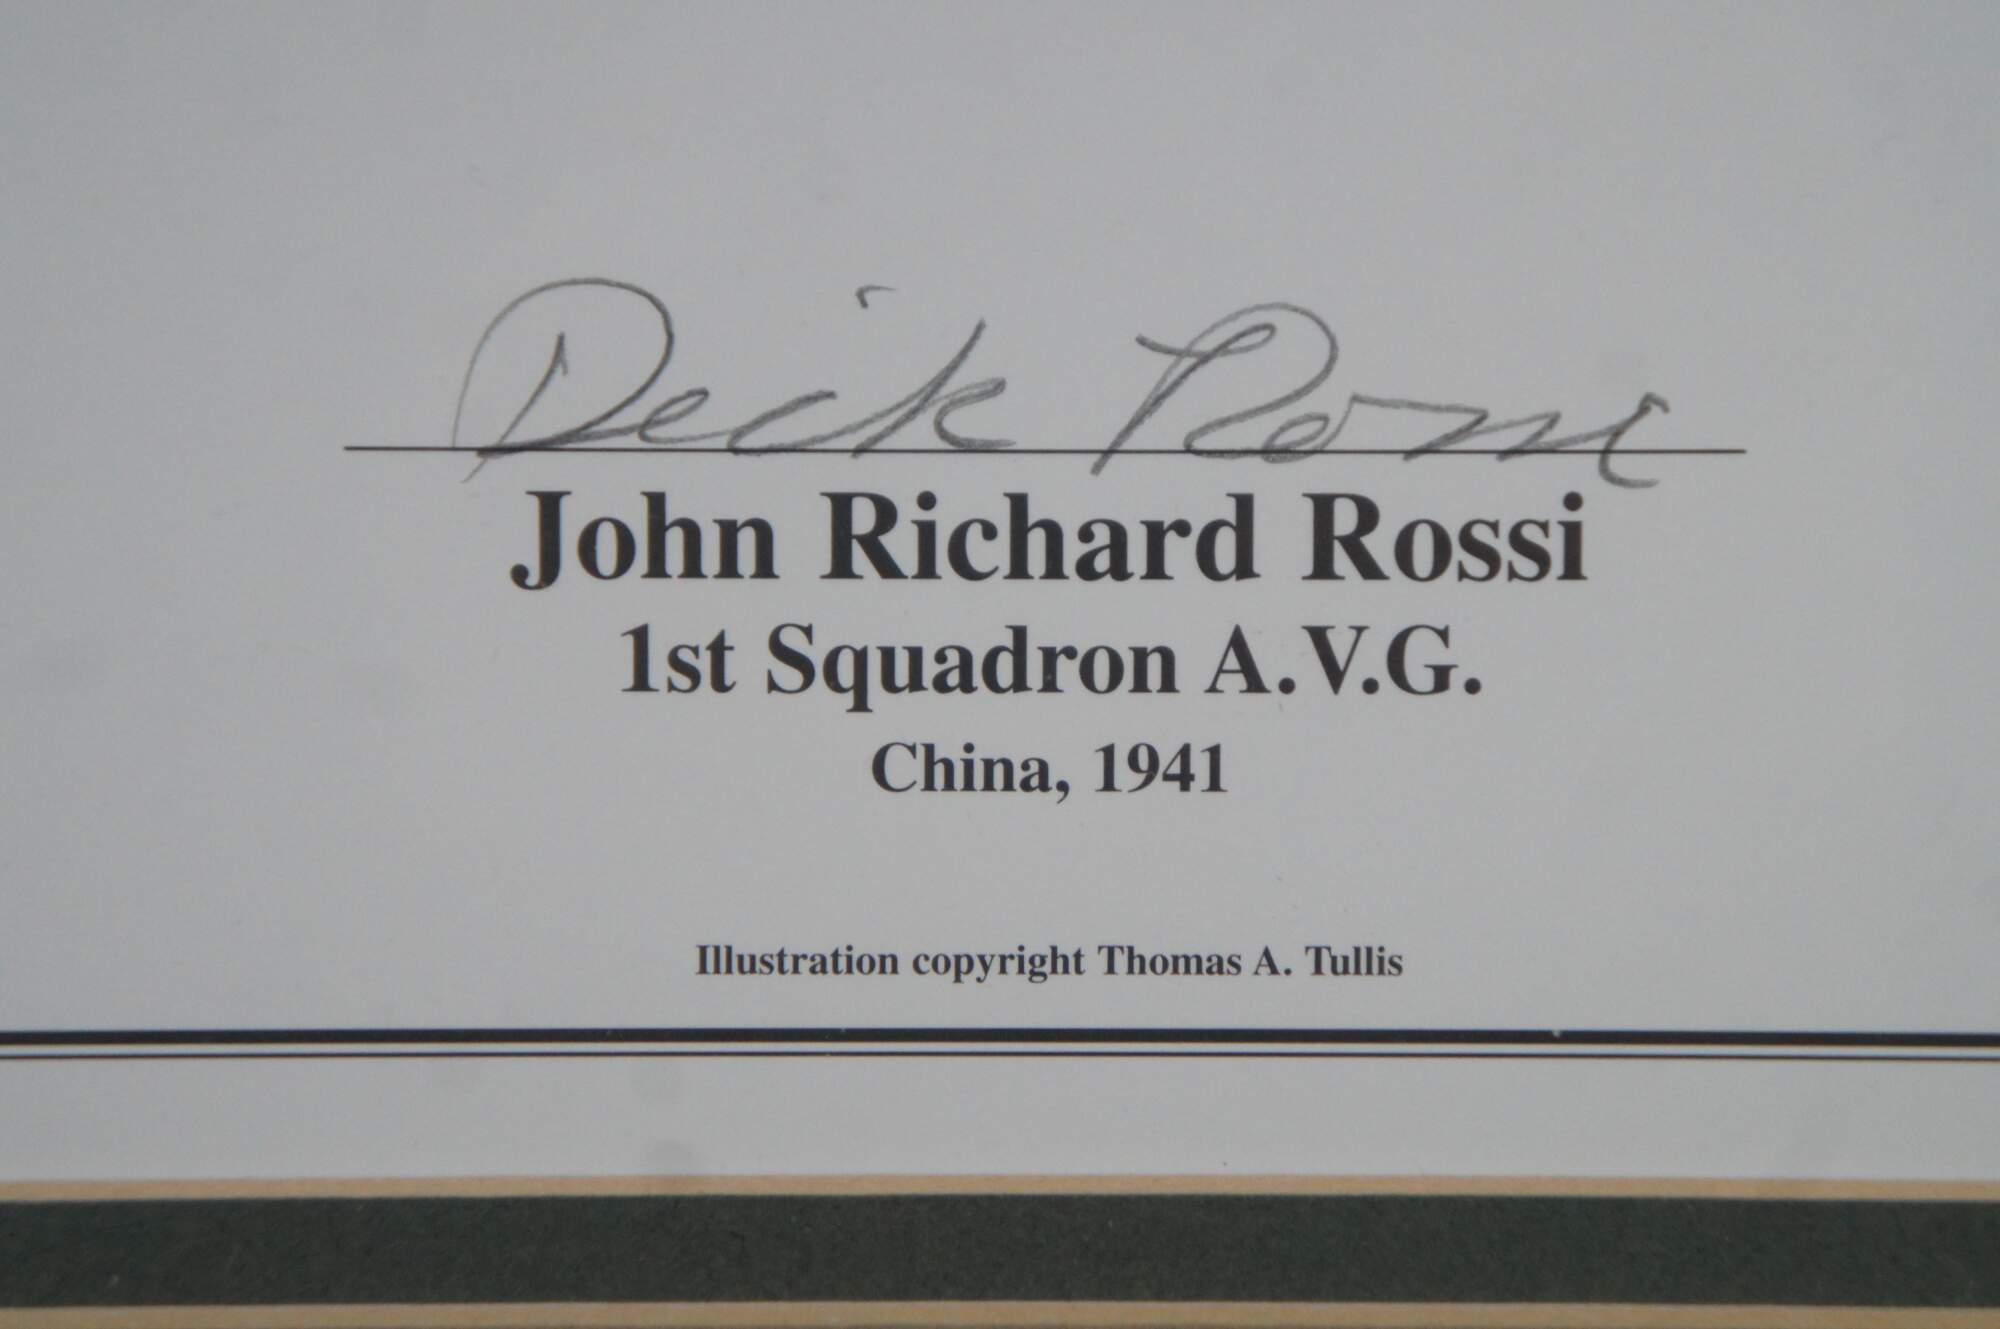 Dick Rossi
John Richard Rossi
1st Squadron A.V.G.
China, 1941
Illustration copyright Thomas A. Tullis